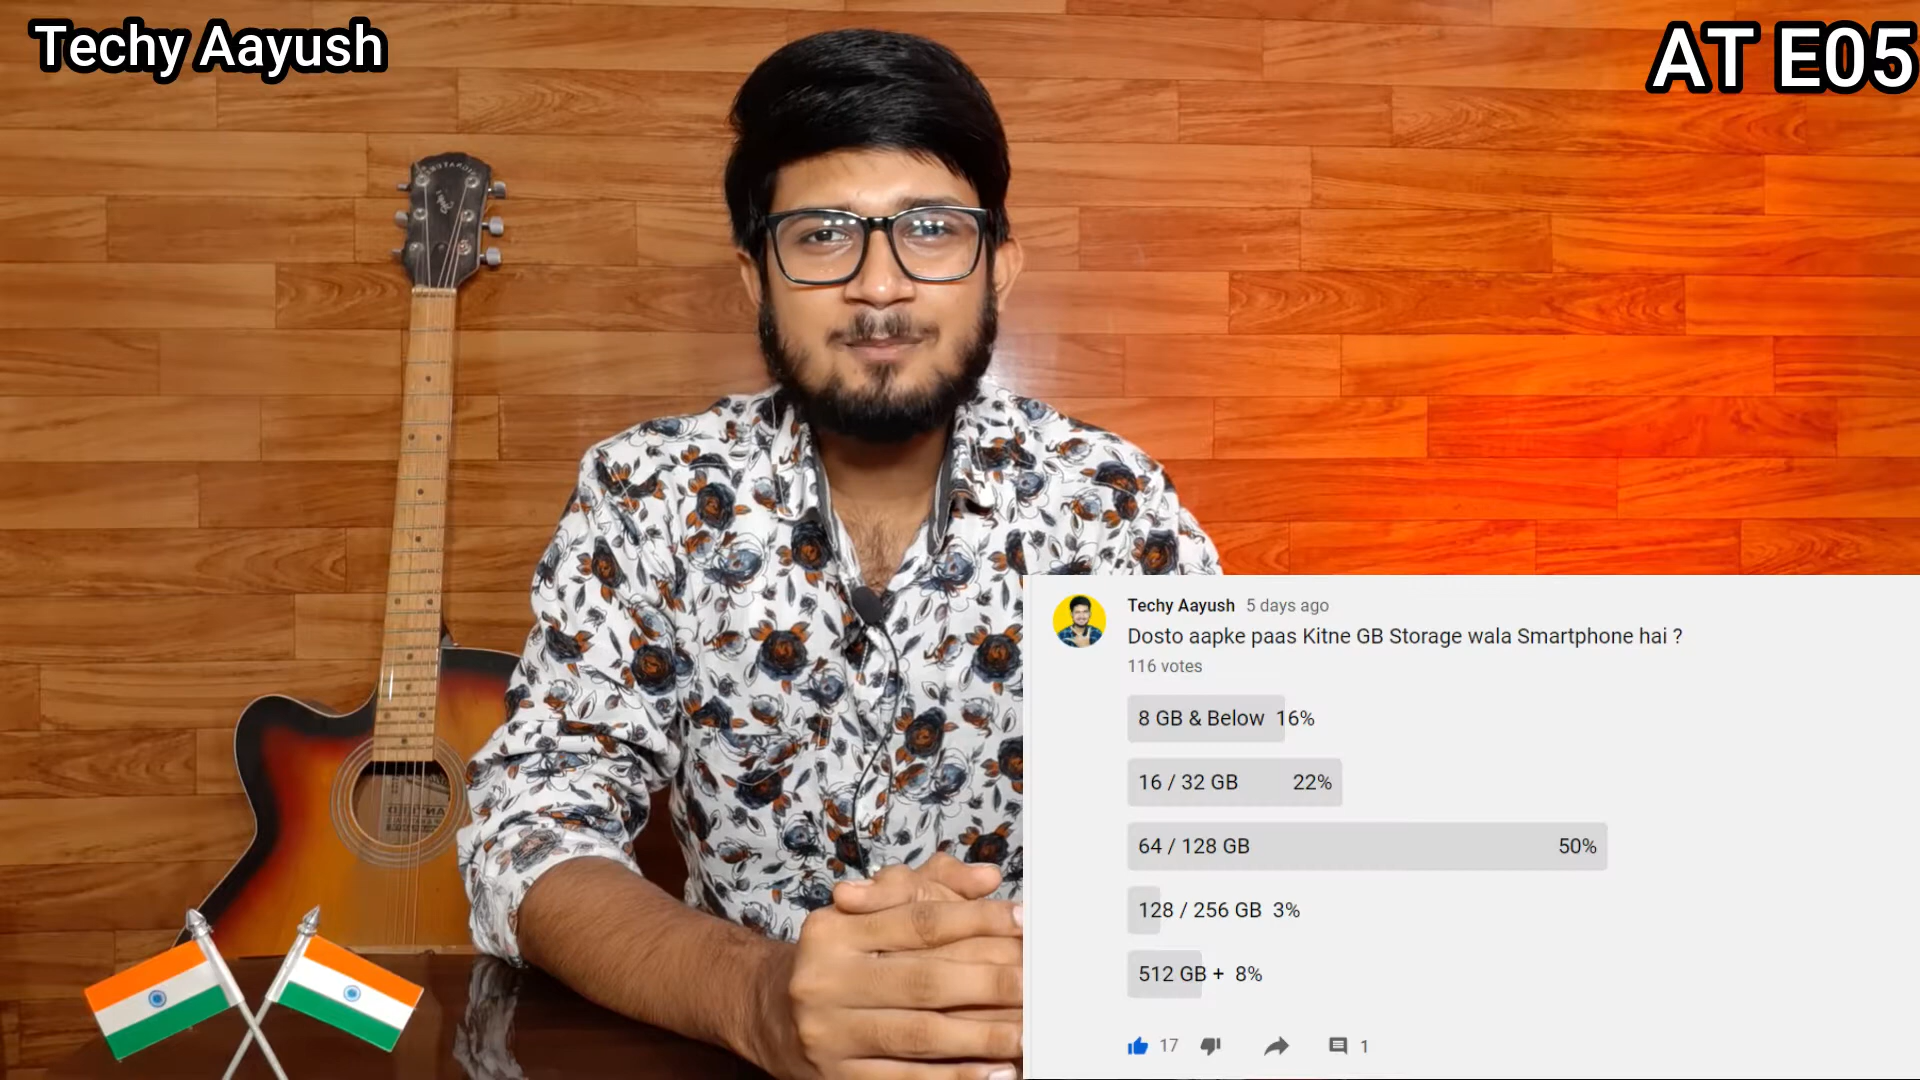 Techy Aayush
AT E05
Techy Aayush 5 days ago
Dosto aapke paas Kitne GB Storage wala Smartphone hai ?
116 votes
8 GB & Below 16%
16 / 32 GB 22%
64 / 128 GB 50%
128 / 256 GB 3%
512 GB + 8%
17
1